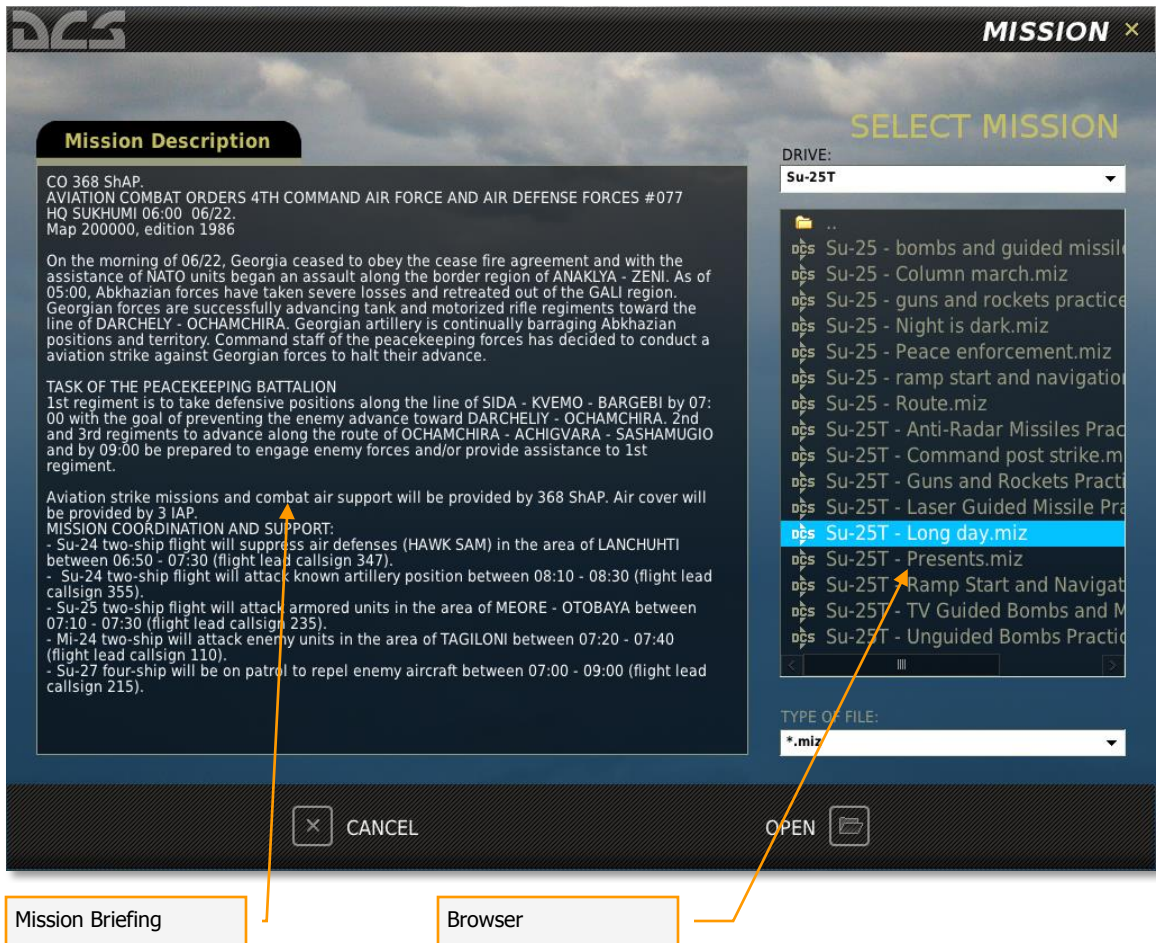 DCS
MISSION ×
SELECT MISSION
Mission Description
CO 368 ShAP.
AVIATION COMBAT ORDERS 4TH COMMAND AIR FORCE AND AIR DEFENSE FORCES #077
HQ SUKHUMI 06:00 06/22.
Map 200000, edition 1986
On the morning of 06/22, Georgia ceased to obey the cease fire agreement and with the
assistance of NATO units began an assault along the border region of ANAKLYA - ZENI. As of
05:00, Abkhazian forces have taken severe losses and retreated out of the GALI region.
Georgian forces are successfully advancing tank and motorized rifle regiments toward the
line of DARCHELY - OCHAMCHIRA. Georgian artillery is continually barraging Abkhazian
positions and territory. Command staff of the peacekeeping forces has decided to conduct a
aviation strike against Georgian forces to halt their advance.
TASK OF THE PEACEKEEPING BATTALION
1st regiment is to take defensive positions along the line of SIDA - KVEMO - BARGEBI by 07:
00 with the goal of preventing the enemy advance toward DARCHELIY - OCHAMCHIRA. 2nd
and 3rd regiments to advance along the route of OCHAMCHIRA - ACHIGVARA - SASHAMUGIO
and by 09:00 be prepared to engage enemy forces and/or provide assistance to 1st
regiment.
Aviation strike missions and combat air support will be provided by 368 ShAP. Air cover will
be provided by 3 IAP.
MISSION COORDINATION AND SUPPORT:
- Su-24 two-ship flight will suppress air defenses (HAWK SAM) in the area of LANCHUHTI
between 06:50 - 07:30 (flight lead callsign 347).
- Su-24 two-ship flight will attack known artillery position between 08:10 - 08:30 (flight lead
callsign 355).
- Su-25 two-ship flight will attack armored units in the area of MEORE - OTOBAYA between
07:10 - 07:30 (flight lead callsign 235).
- Mi-24 two-ship will attack enemy units in the area of TAGILONI between 07:20 - 07:40
(flight lead callsign 110).
- Su-27 four-ship will be on patrol to repel enemy aircraft between 07:00 - 09:00 (flight lead
callsign 215).
DRIVE:
Su-25T
..
DCS Su-25 - bombs and guided missil
DCS Su-25 - Column march.miz
DCS Su-25 - guns and rockets practice
DCS Su-25 - Night is dark.miz
DCS Su-25 - Peace enforcement.miz
DCS Su-25 - ramp start and navigation
DCS Su-25 - Route.miz
DCS Su-25T - Anti-Radar Missiles Prac
DCS Su-25T - Command post strike.m
DCS Su-25T - Guns and Rockets Practi
DCS Su-25T - Laser Guided Missile Pra
DCS Su-25T - Long day.miz
DCS Su-25T - Presents.miz
DCS Su-25T - Ramp Start and Navigat
DCS Su-25T - TV Guided Bombs and M
DCS Su-25T - Unguided Bombs Practic
TYPE OF FILE:
*.miz
CANCEL
OPEN
Mission Briefing
Browser